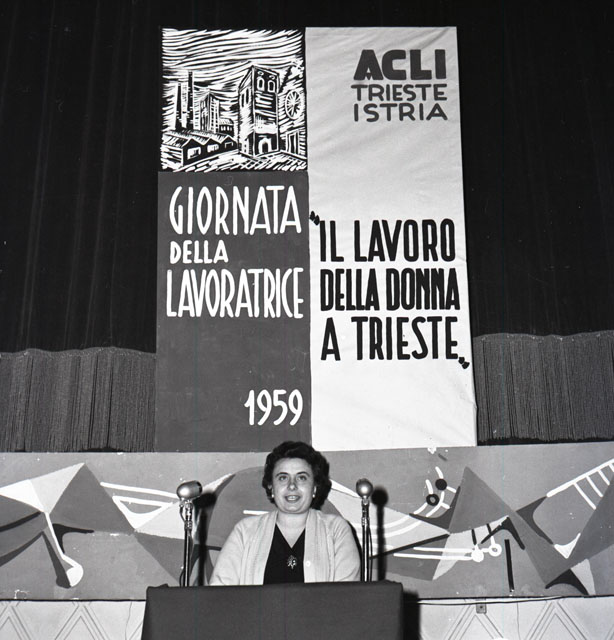 GIORNATA
DELLA
LAVORATRICE
1959
ACLI
TRIESTE
ISTRIA
"IL LAVORO
DELLA DONNA
A TRIESTE„